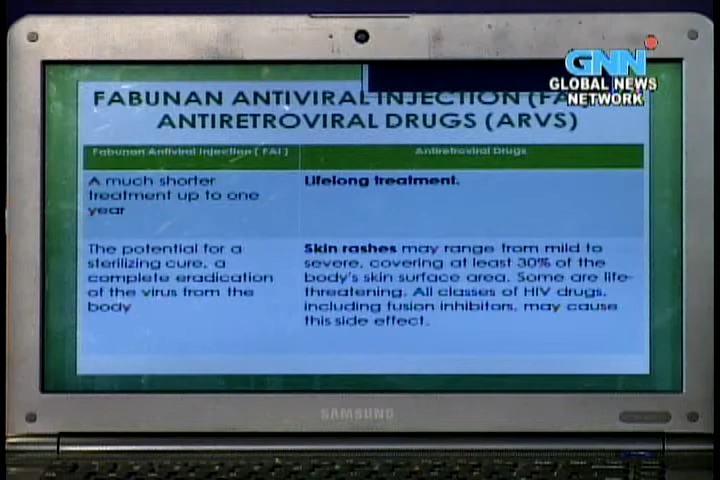 GNN
GLOBAL NEWS
NETWORK
FABUNAN ANTIVIRAL INJECTION
ANTIRETROVIRAL DRUGS (ARVS)
Fabunan Antiviral Injection ( FAI )
Antiretroviral Drugs
A much shorter
treatment up to one
year
Lifelong treatment.
The potential for a
sterilizing cure, a
complete eradication
of the virus from the
body
Skin rashes may range from mild to
severe, covering at least 30% of the
body's skin surface area. Some are life-
threatening. All classes of HIV drugs,
including fusion inhibitors, may cause
this side effect.
SAMSUNG